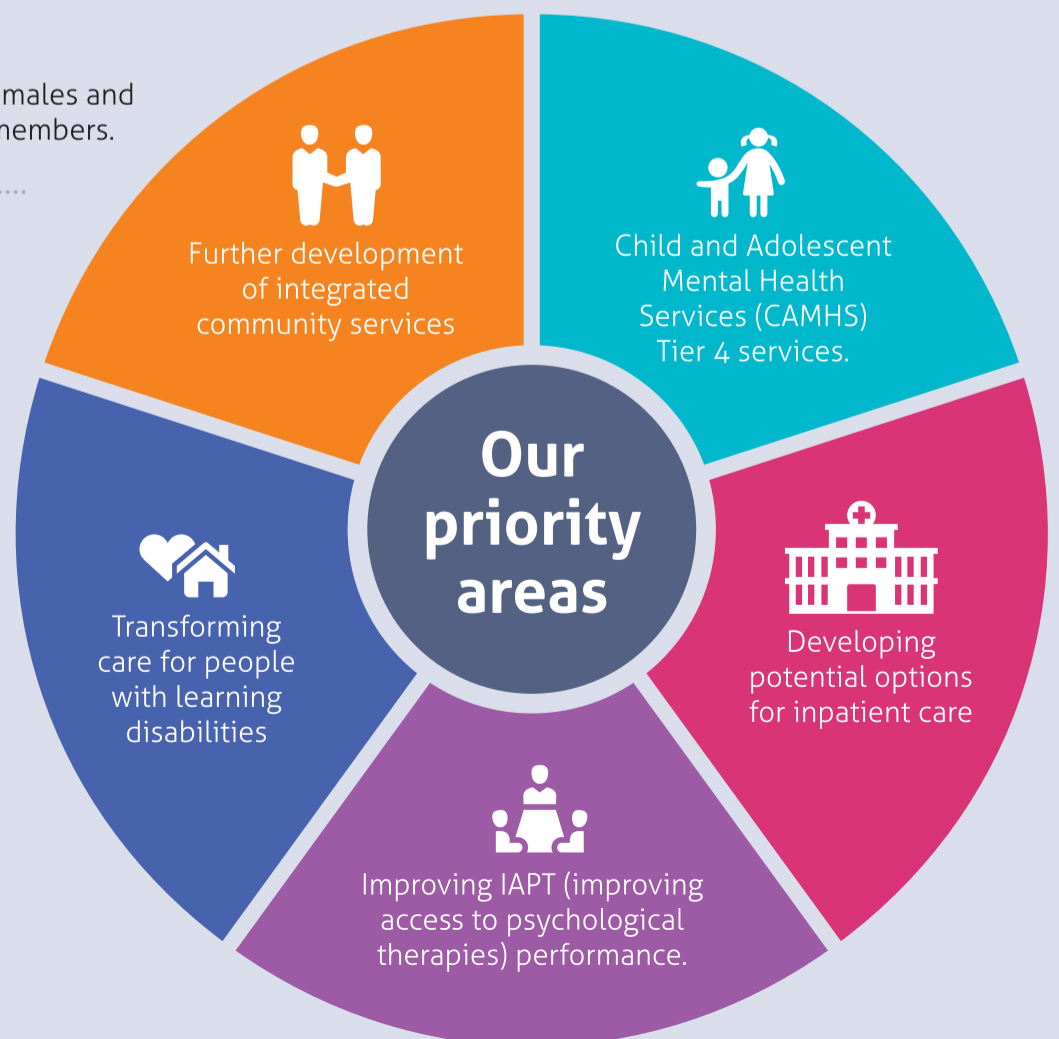 males and
members.
Further development
of integrated
community services
Child and Adolescent
Mental Health
Services (CAMHS)
Tier 4 services.
Our
priority
areas
Developing
potential options
for inpatient care
Transforming
care for people
with learning
disabilities
Improving IAPT (improving
access to psychological
therapies) performance.